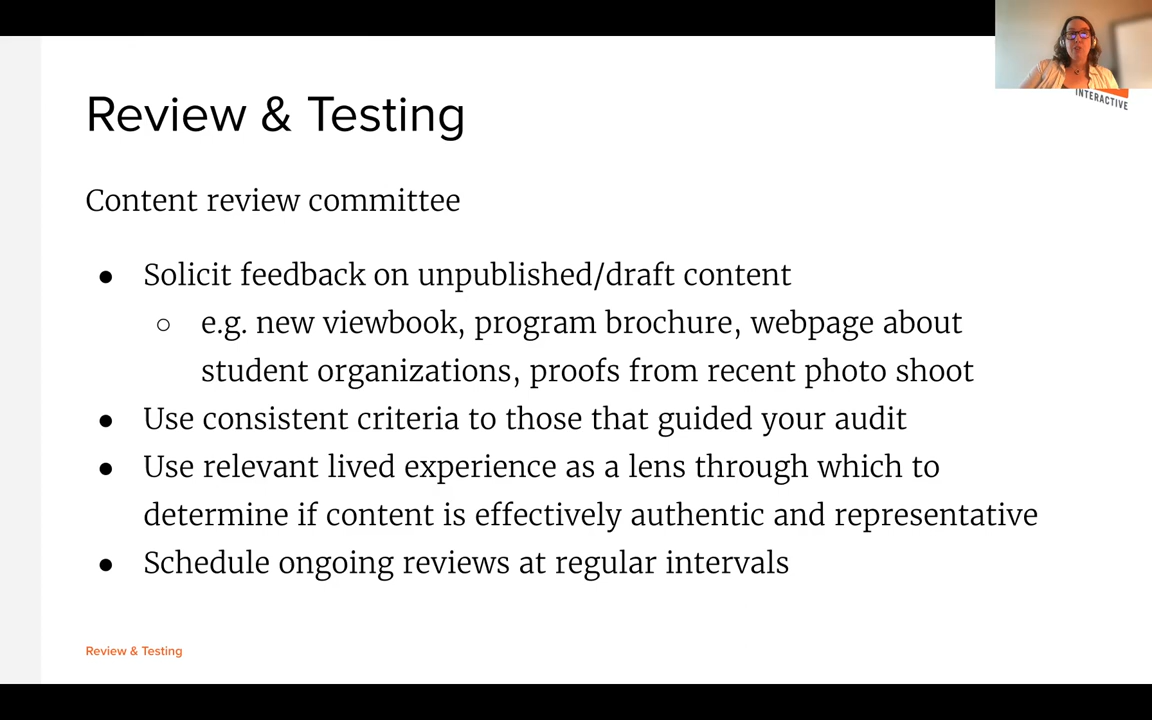 INTERACTIVE
Review & Testing
Content review committee
● Solicit feedback on unpublished/draft content
○ e.g. new viewbook, program brochure, webpage about
student organizations, proofs from recent photo shoot
● Use consistent criteria to those that guided your audit
● Use relevant lived experience as a lens through which to
determine if content is effectively authentic and representative
● Schedule ongoing reviews at regular intervals
Review & Testing